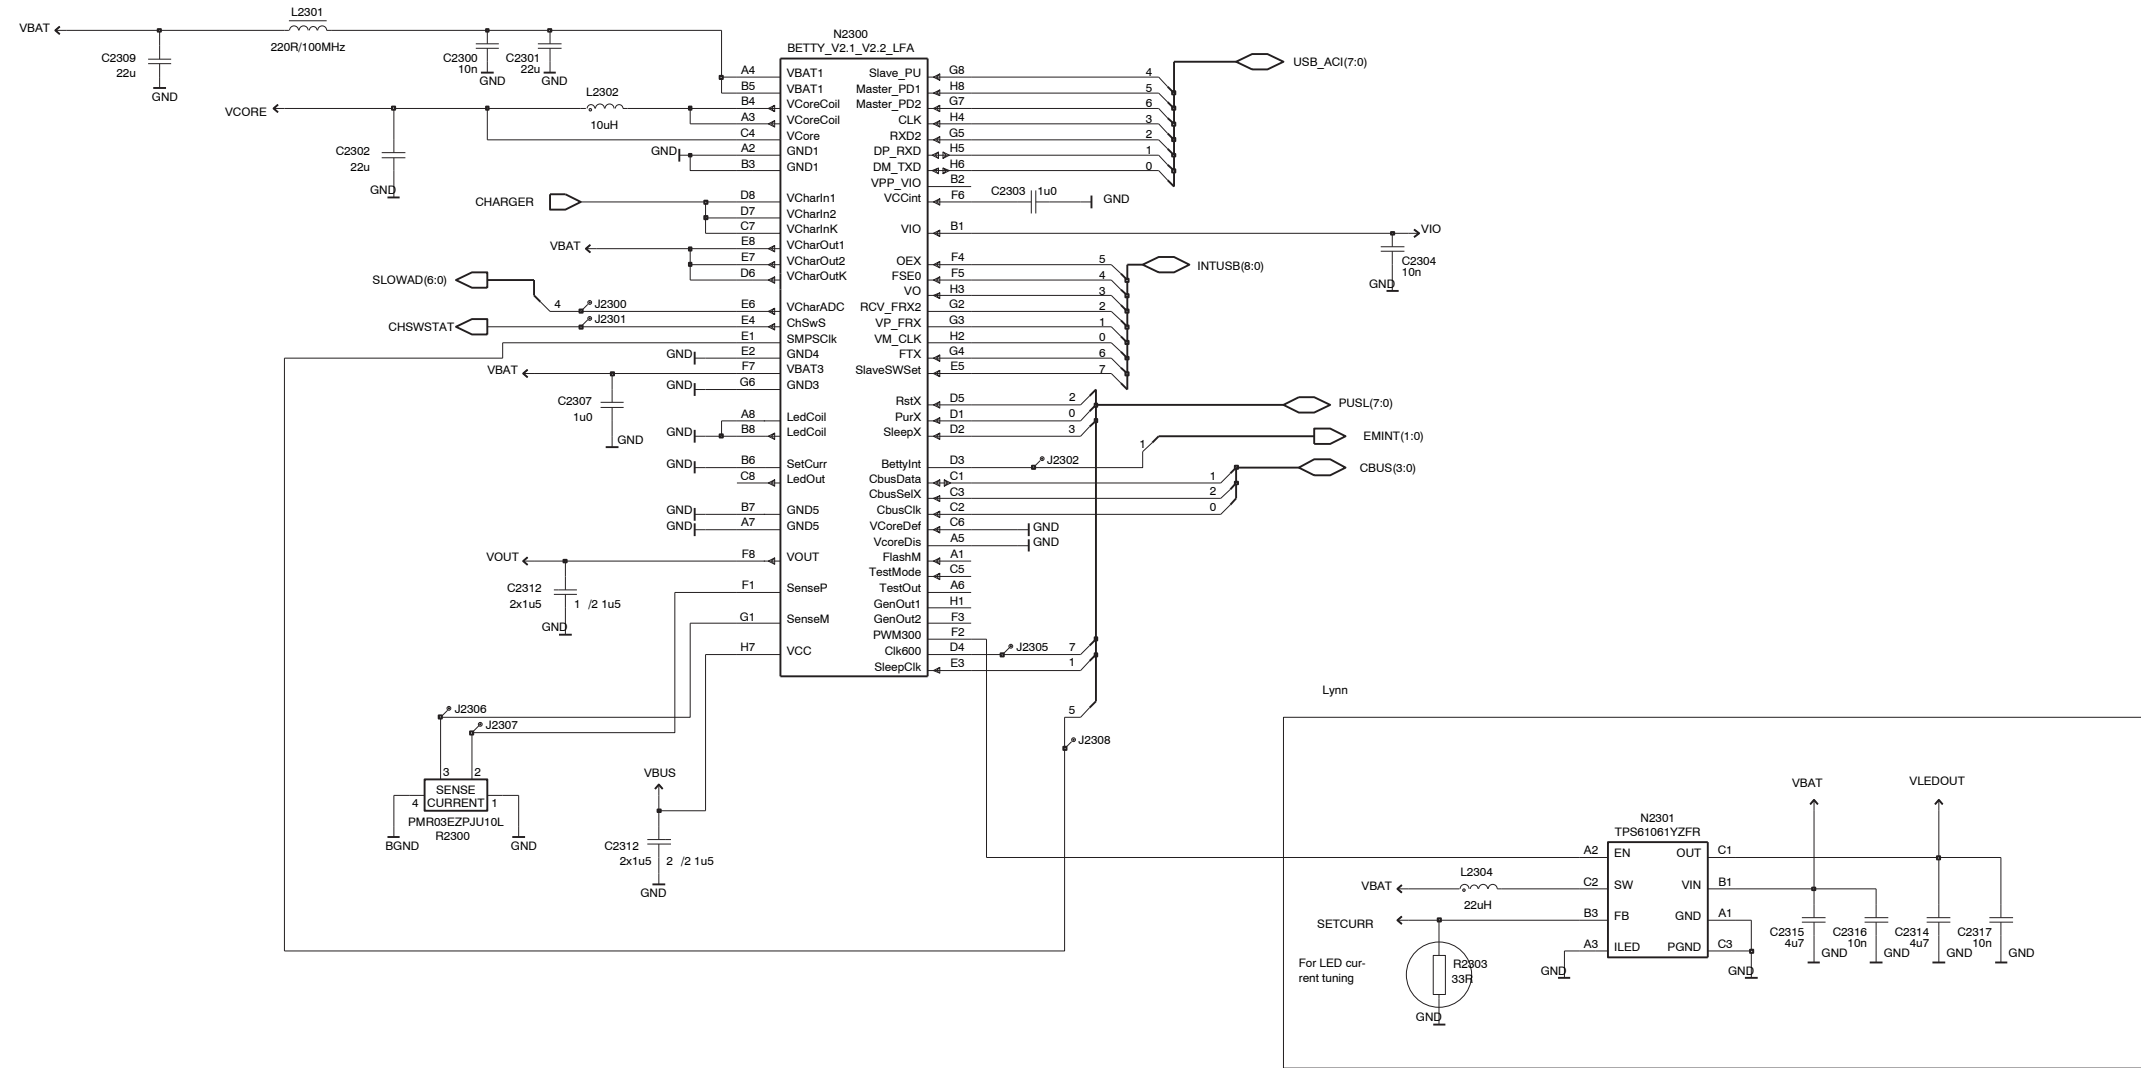 L2301
VBAT
220R/100MHz
C2309
22u
GND
C2300
10n
GND
C2301
22u
GND
N2300
BETTY_V2.1_V2.2_LFA
VCORE
L2302
10uH
C2302
22u
GND
GND
CHARGER
VBAT
SLOWAD(6:0)
4
J2300
CHSWSTAT
J2301
GND
VBAT
GND
C2307
1u0
GND
GND
GND
GND
GND
VOUT
C2312
2x1u5 1 /2 1u5
GND
A4 VBAT1
B5 VBAT1
B4 VCoreCoil
A3 VCoreCoil
C4 VCore
A2 GND1
B3 GND1
D8 VCharIn1
D7 VCharIn2
C7 VCharInK
E8 VCharOut1
E7 VCharOut2
D6 VCharOutK
E6 VCharADC
E4 ChSwS
E1 SMPSClk
E2 GND4
F7 VBAT3
G6 GND3
A8 LedCoil
B8 LedCoil
B6 SetCurr
C8 LedOut
B7 GND5
A7 GND5
F8 VOUT
F1 SenseP
G1 SenseM
H7 VCC
Slave_PU G8 4
Master_PD1 H8 5
Master_PD2 G7 6
CLK H4 3
RXD2 G5 2
DP_RXD H5 1
DM_TXD H6 0
VPP_VIO B2
VCCint F6
VIO B1
OEX F4 5
FSE0 F5 4
VO H3 3
RCV_FRX2 G2 2
VP_FRX G3 1
VM_CLK H2 0
FTX G4 6
SlaveSWSet E5 7
RstX D5 2
PurX D1 0
SleepX D2 3
BettyInt D3 J2302 1
CbusData C1 1
CbusSelX C3 2
CbusClk C2 0
VCoreDef C6 GND
VcoreDis A5 GND
FlashM A1
TestMode C5
TestOut A6
GenOut1 H1
GenOut2 F3
PWM300 F2
Clk600 D4 J2305 7
SleepClk E3 1
USB_ACI(7:0)
C2303 1u0 GND
VIO
C2304
10n
GND
INTUSB(8:0)
PUSL(7:0)
EMINT(1:0)
CBUS(3:0)
5
J2308
J2306
J2307
3 2
SENSE
CURRENT
4 1
PMR03EZPJU10L
R2300
BGND
GND
VBUS
C2312
2x1u5 2 /2 1u5
GND
Lynn
VBAT
VLEDOUT
N2301
TPS61061YZFR
A2 EN OUT C1
C2 SW VIN B1
B3 FB GND A1
A3 ILED PGND C3
L2304
VBAT
22uH
SETCURR
For LED cur-
rent tuning
R2303
33R
GND
GND
GND
C2315
4u7
GND
C2316
10n
GND
C2314
4u7
GND
C2317
10n
GND